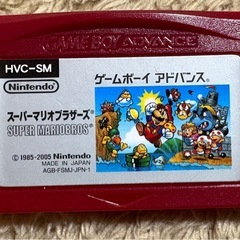 GAME BOY ADVANCE
HVC-SM
Nintendo
ゲームボーイ アドバンス
スーパーマリオブラザーズ
SUPER MARIOBROS
© 1985-2005 Nintendo
MADE IN JAPAN
AGB-FSMJ-JPN-1